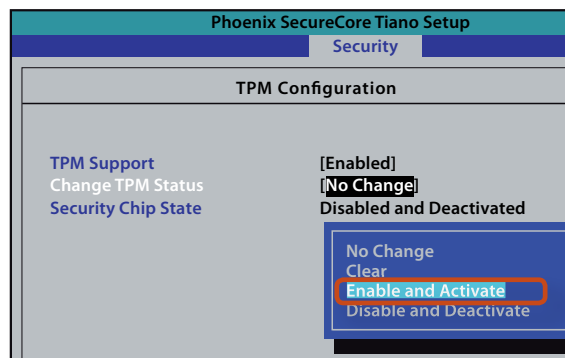 Phoenix SecureCore Tiano Setup
Security
TPM Configuration
TPM Support [Enabled]
Change TPM Status [No Change]
Security Chip State Disabled and Deactivated
No Change
Clear
Enable and Activate
Disable and Deactivate